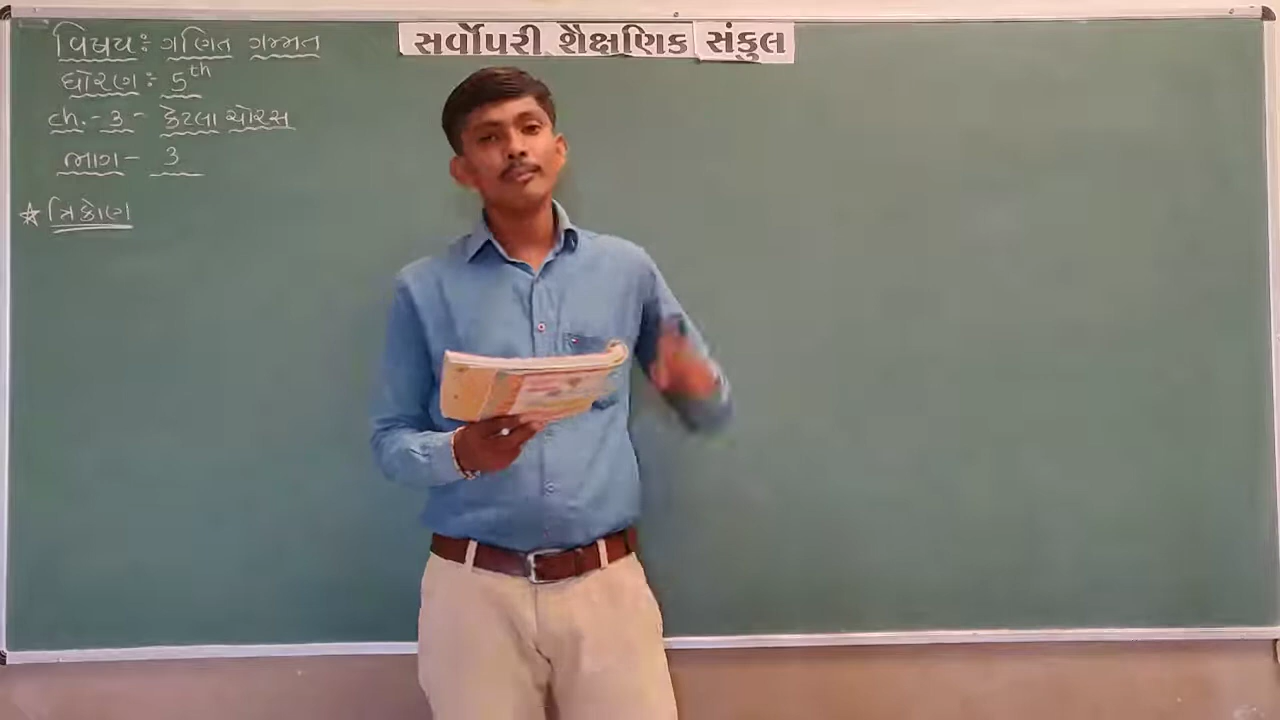 સર્વોપરી શૈક્ષણિક સંકુલ
વિષય : ગણિત ગમ્મત
ધોરણ : 5th
ch. - 3 - કેટલા ચોરસ
ભાગ - 3
☆ ત્રિકોણ